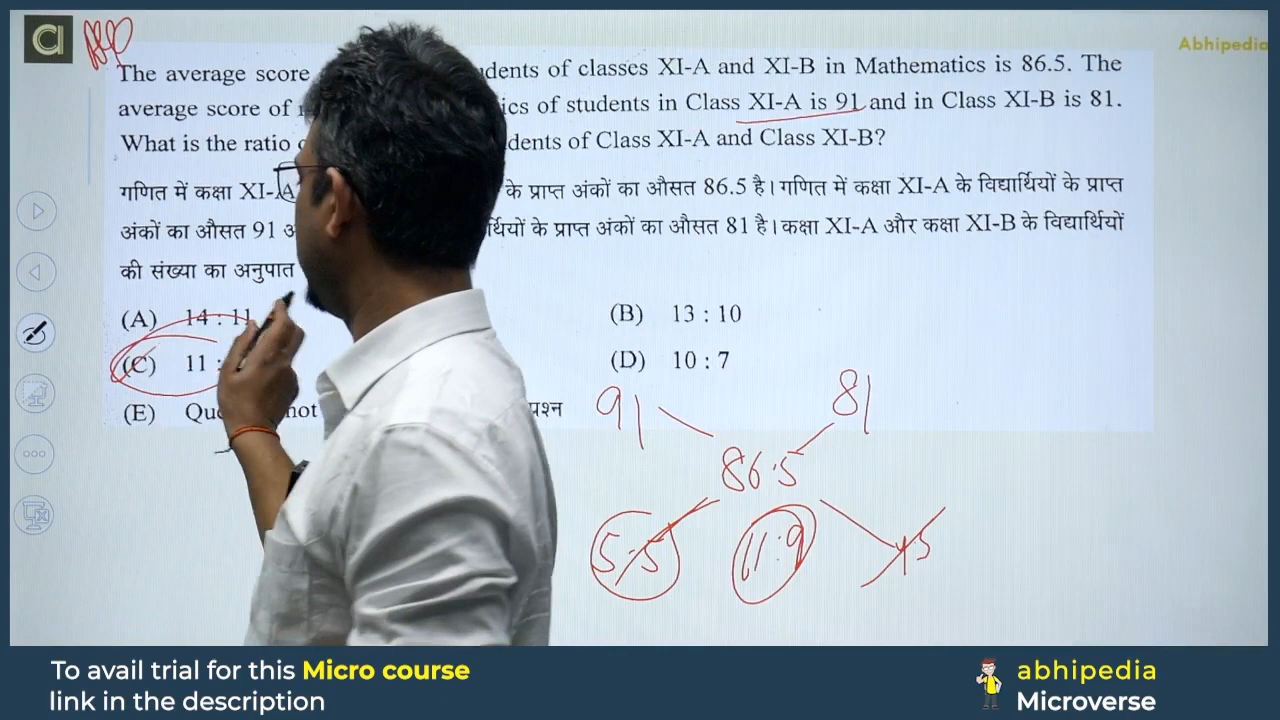 Abhipedia
The average score udents of classes XI-A and XI-B in Mathematics is 86.5. The
average score of ics of students in Class XI-A is 91 and in Class XI-B is 81.
What is the ratio dents of Class XI-A and Class XI-B?
गणित में कक्षा XI-A के प्राप्त अंकों का औसत 86.5 है। गणित में कक्षा XI-A के विद्यार्थियों के प्राप्त
अंकों का औसत 91 र्थियों के प्राप्त अंकों का औसत 81 है। कक्षा XI-A और कक्षा XI-B के विद्यार्थियों
की संख्या का अनुपात
(A) 14 : 11 (B) 13 : 10
(C) 11 : (D) 10 : 7
(E) Qu not प्रश्न
91 81
86.5
5.5 11:9 4.5
To avail trial for this Micro course
link in the description
abhipedia
Microverse